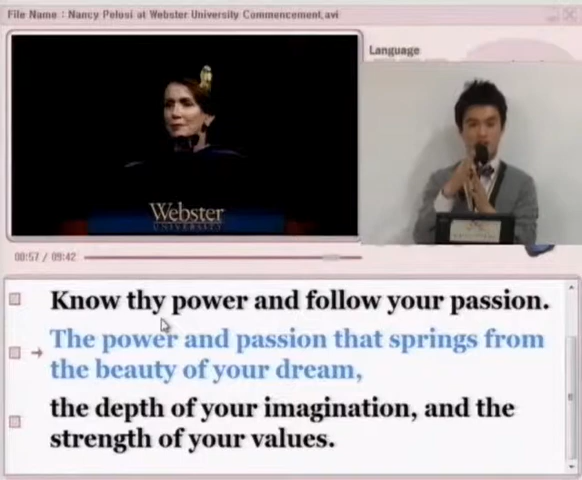 File Name : Nancy Pelosi at Webster University Commencement.avi
Language
Webster
UNIVERSITY
00:57 / 09:42
Know thy power and follow your passion.
The power and passion that springs from
the beauty of your dream,
the depth of your imagination, and the
strength of your values.